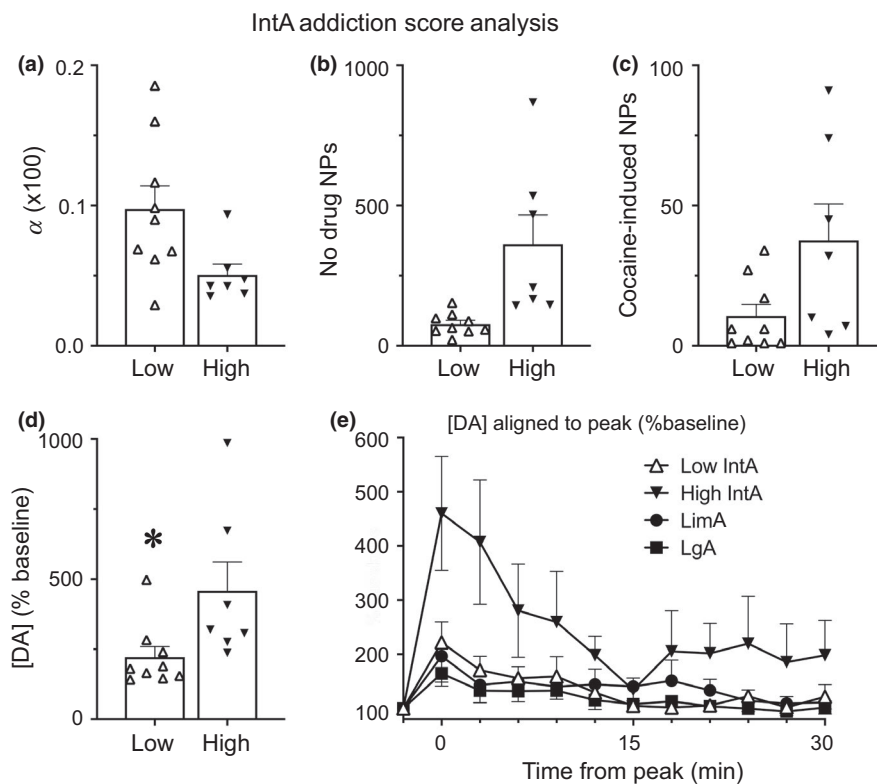 IntA addiction score analysis
(a)
0.2
0.1
0.0
α (x100)
Low High
(b)
1000
500
0
No drug NPs
Low High
(c)
100
50
0
Cocaine-induced NPs
Low High
(d)
1000
500
0
[DA] (% baseline)
*
Low High
(e)
[DA] aligned to peak (%baseline)
600
500
400
300
200
100
Low IntA
High IntA
LimA
LgA
0 15 30
Time from peak (min)